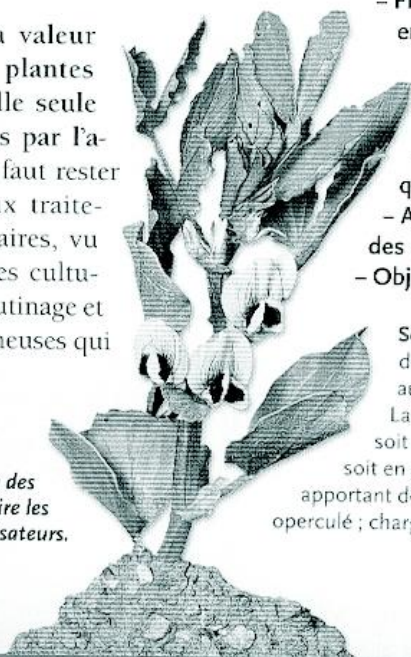 valeur
plantes
lle seule
s par l'a-
faut rester
ux traite-
aires, vu
es cultu-
utinage et
neuses qui
des
ire les
sateurs.
en
– A
des
– Obj
d
au
La
soit
soit en
apportant d
operculé ; charg